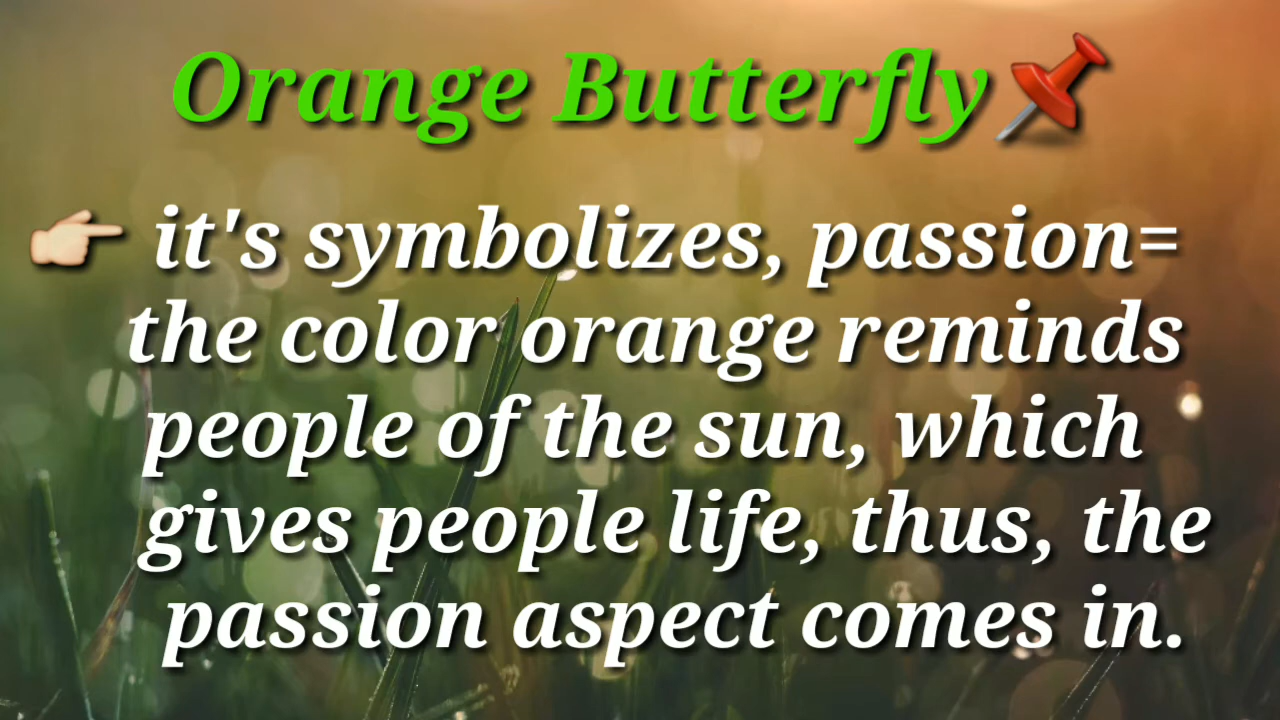 Orange Butterfly📌
👉🏻 it's symbolizes, passion=
the color orange reminds
people of the sun, which
gives people life, thus, the
passion aspect comes in.